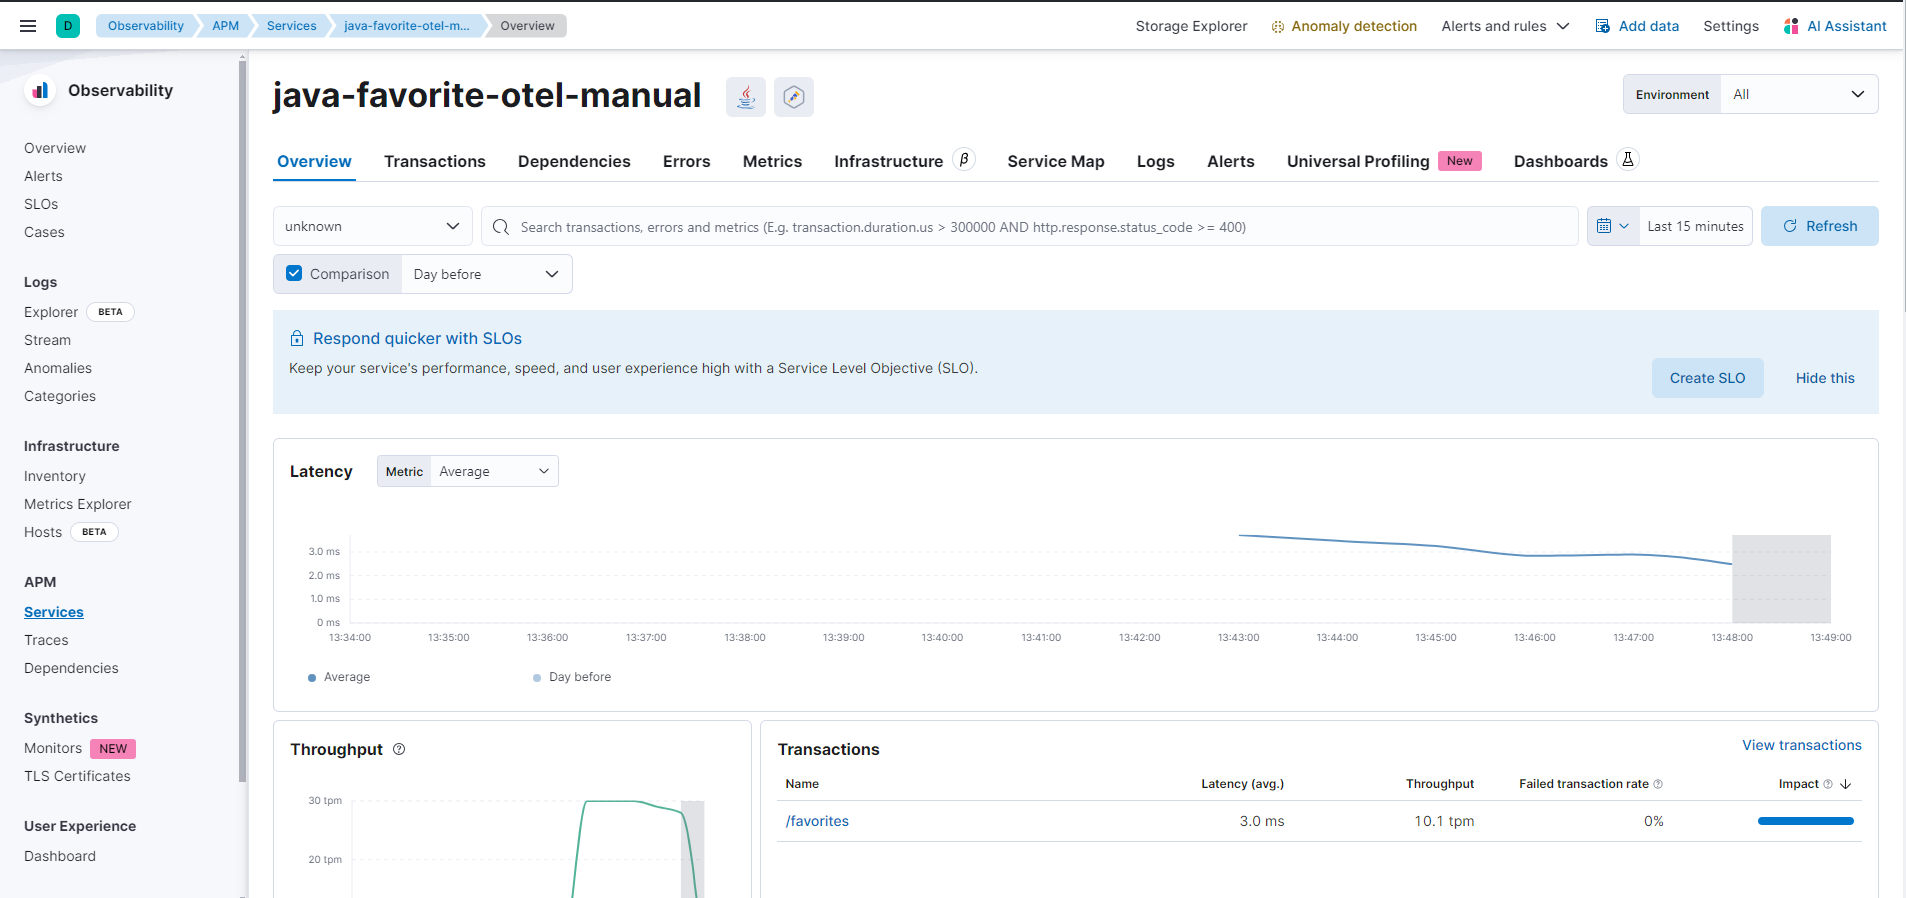 D Observability APM Services java-favorite-otel-m... Overview Storage Explorer Anomaly detection Alerts and rules Add data Settings AI Assistant
Observability
Overview
Alerts
SLOs
Cases
Logs
Explorer BETA
Stream
Anomalies
Categories
Infrastructure
Inventory
Metrics Explorer
Hosts BETA
APM
Services
Traces
Dependencies
Synthetics
Monitors NEW
TLS Certificates
User Experience
Dashboard
java-favorite-otel-manual
Environment All
Overview Transactions Dependencies Errors Metrics Infrastructure β Service Map Logs Alerts Universal Profiling New Dashboards
unknown Search transactions, errors and metrics (E.g. transaction.duration.us > 300000 AND http.response.status_code >= 400) Last 15 minutes Refresh
Comparison Day before
Respond quicker with SLOs
Keep your service's performance, speed, and user experience high with a Service Level Objective (SLO).
Create SLO Hide this
Latency Metric Average
3.0 ms
2.0 ms
1.0 ms
0 ms
13:34:00 13:35:00 13:36:00 13:37:00 13:38:00 13:39:00 13:40:00 13:41:00 13:42:00 13:43:00 13:44:00 13:45:00 13:46:00 13:47:00 13:48:00 13:49:00
Average Day before
Throughput
30 tpm
20 tpm
Transactions View transactions
Name Latency (avg.) Throughput Failed transaction rate Impact
/favorites 3.0 ms 10.1 tpm 0%